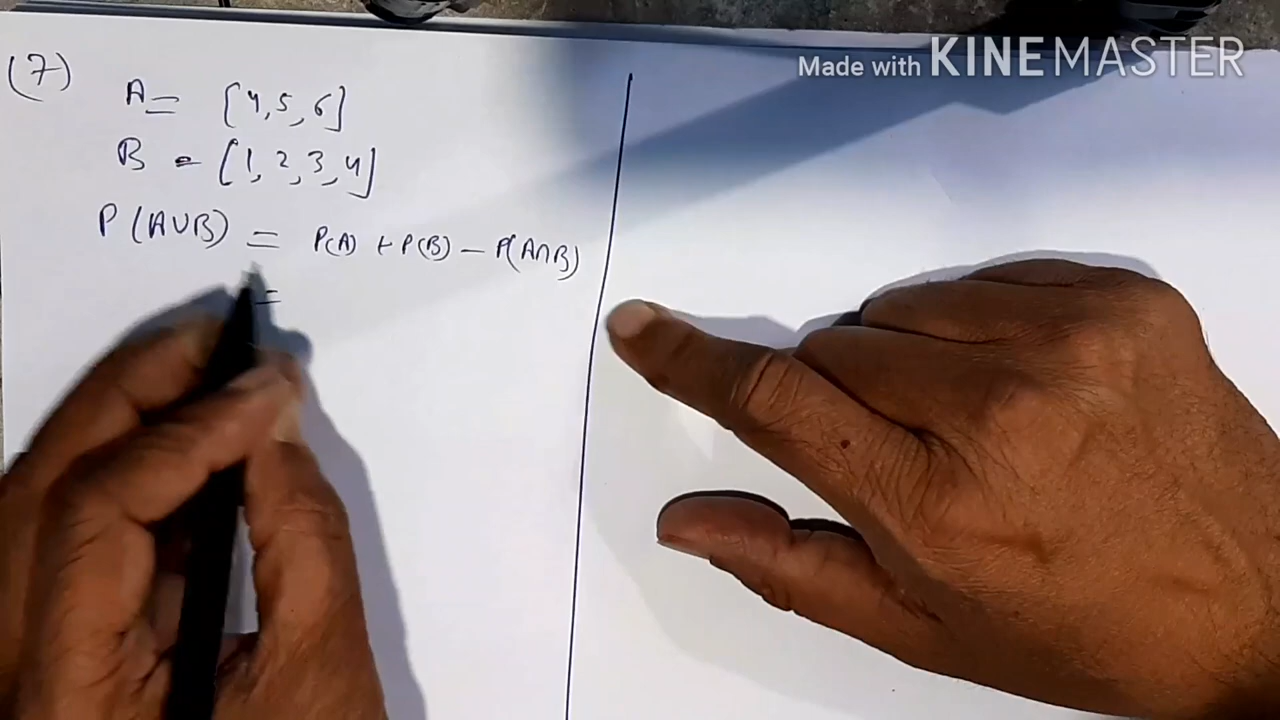 Made with KINEMASTER
(7)
A = [4,5,6]
B = [1,2,3,4]
P(A∪B) = P(A) + P(B) - P(A∩B)
=